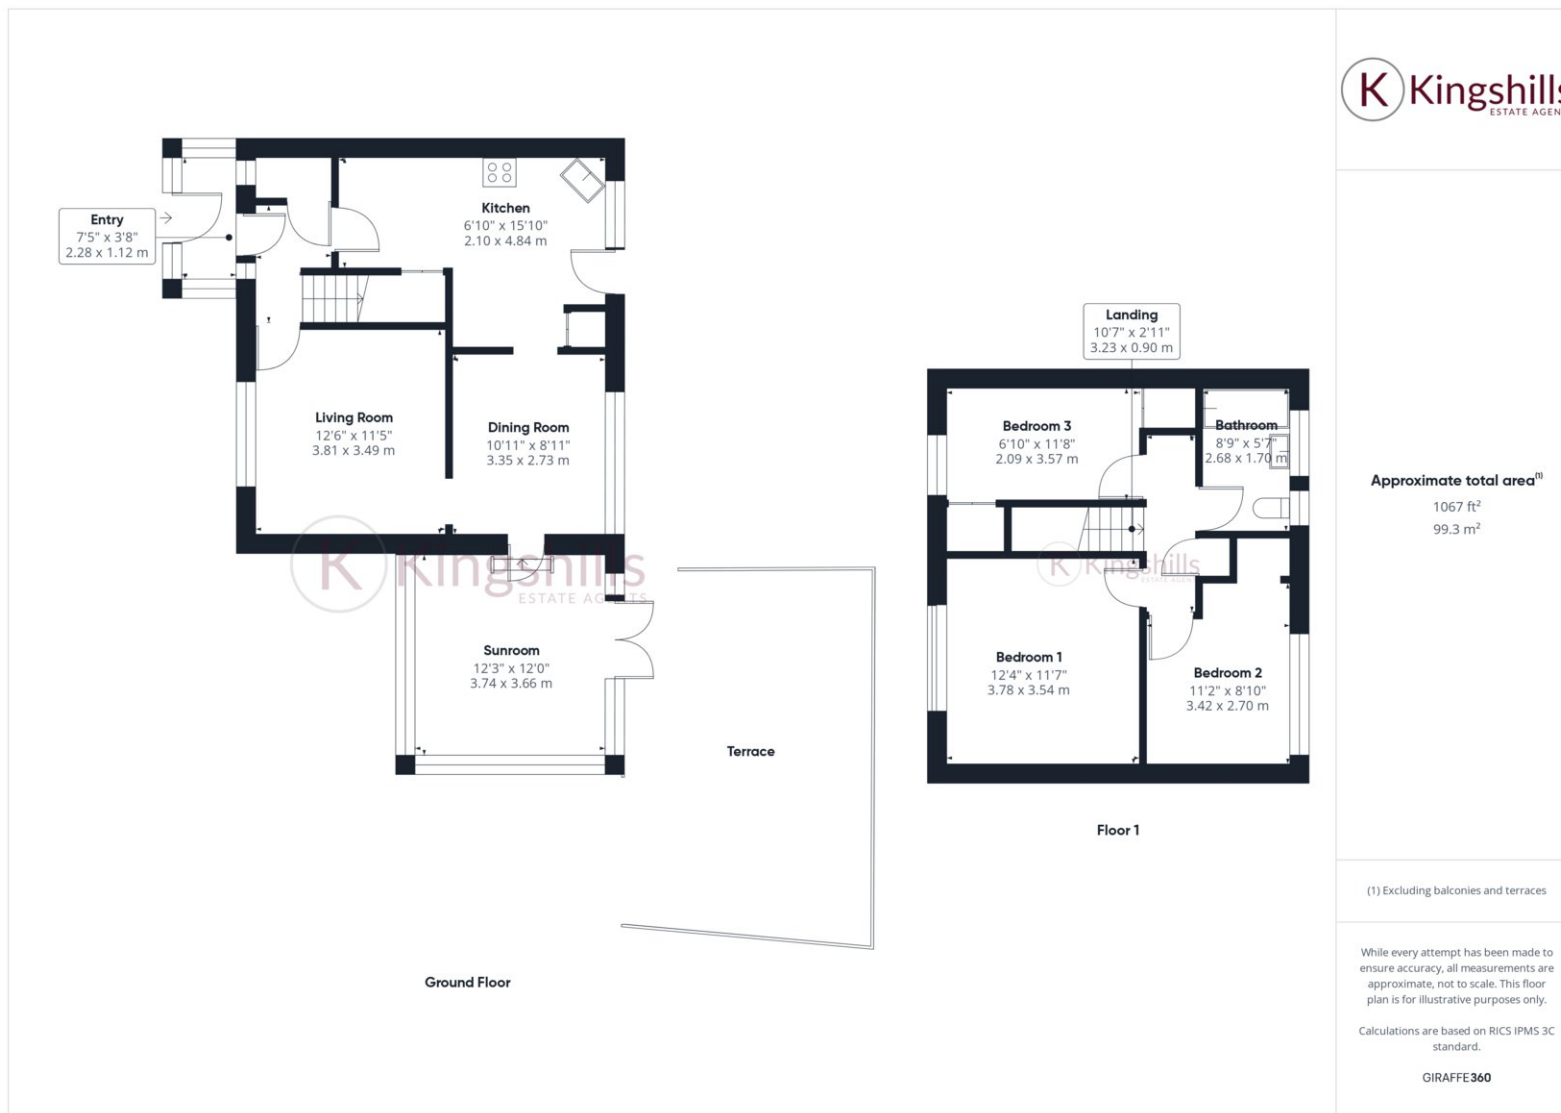 Entry
7'5" x 3'8"
2.28 x 1.12 m
Kitchen
6'10" x 15'10"
2.10 x 4.84 m
Living Room
12'6" x 11'5"
3.81 x 3.49 m
Dining Room
10'11" x 8'11"
3.35 x 2.73 m
K Kingshills
ESTATE AGENTS
Sunroom
12'3" x 12'0"
3.74 x 3.66 m
Terrace
Ground Floor
Landing
10'7" x 2'11"
3.23 x 0.90 m
Bedroom 3
6'10" x 11'8"
2.09 x 3.57 m
Bathroom
8'9" x 5'7"
2.68 x 1.70 m
K Kingshills
ESTATE AGEN
Bedroom 1
12'4" x 11'7"
3.78 x 3.54 m
Bedroom 2
11'2" x 8'10"
3.42 x 2.70 m
Floor 1
K Kingshills
ESTATE AGEN
Approximate total area(1)
1067 ft²
99.3 m²
(1) Excluding balconies and terraces
While every attempt has been made to
ensure accuracy, all measurements are
approximate, not to scale. This floor
plan is for illustrative purposes only.
Calculations are based on RICS IPMS 3C
standard.
GIRAFFE360